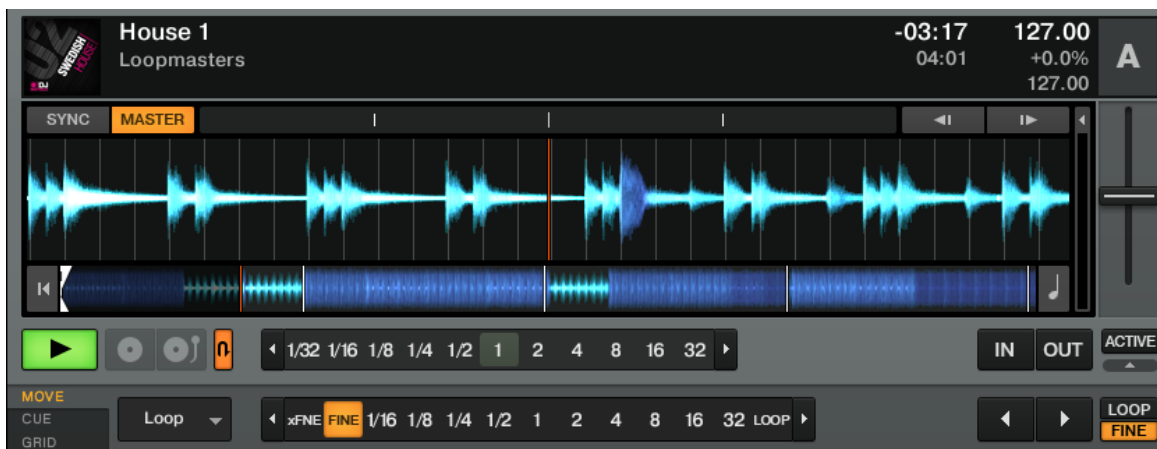 House 1
-03:17
127.00
Loopmasters
04:01
+0.0%
127.00
A
SWEDISH
HOUSE
DJ
SYNC MASTER
1/32 1/16 1/8 1/4 1/2 1 2 4 8 16 32
IN OUT
ACTIVE
MOVE
CUE
GRID
Loop
xFNE FINE 1/16 1/8 1/4 1/2 1 2 4 8 16 32 LOOP
LOOP
FINE